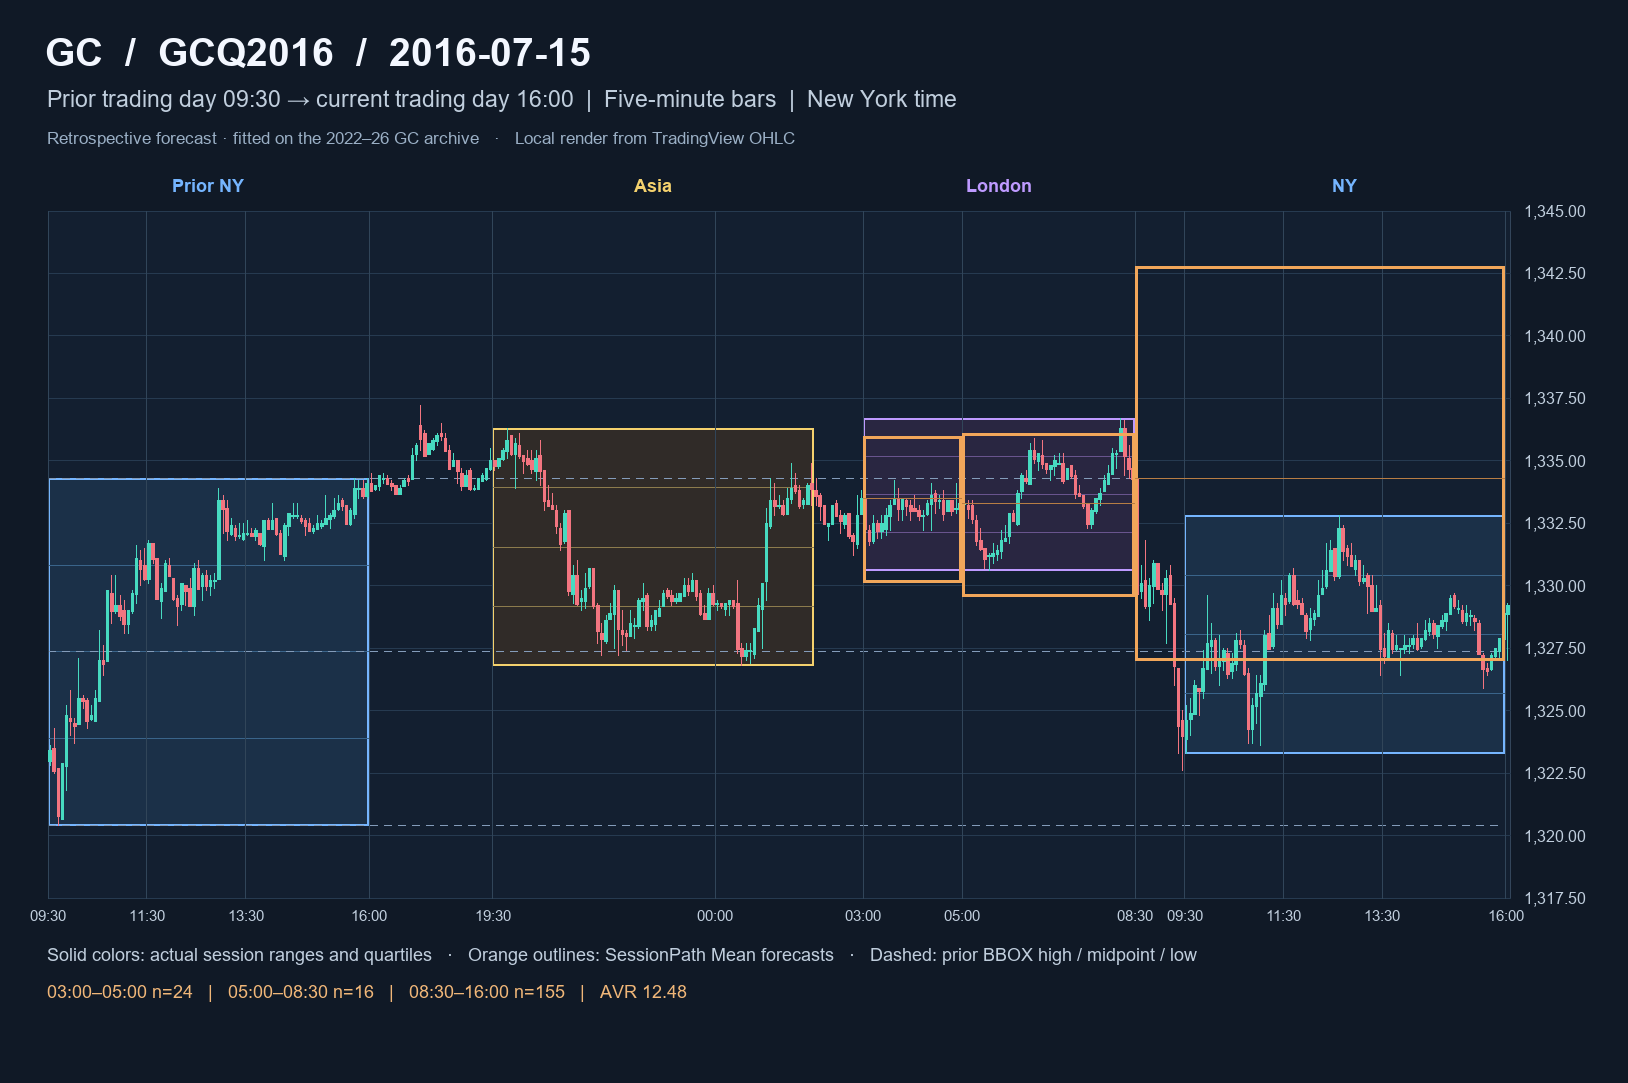 GC / GCQ2016 / 2016-07-15
Prior trading day 09:30 → current trading day 16:00 | Five-minute bars | New York time
Retrospective forecast · fitted on the 2022–26 GC archive · Local render from TradingView OHLC
Prior NY Asia London NY
1,345.00
1,342.50
1,340.00
1,337.50
1,335.00
1,332.50
1,330.00
1,327.50
1,325.00
1,322.50
1,320.00
1,317.50
09:30 11:30 13:30 16:00 19:30 00:00 03:00 05:00 08:30 09:30 11:30 13:30 16:00
Solid colors: actual session ranges and quartiles · Orange outlines: SessionPath Mean forecasts · Dashed: prior BBOX high / midpoint / low
03:00–05:00 n=24 | 05:00–08:30 n=16 | 08:30–16:00 n=155 | AVR 12.48